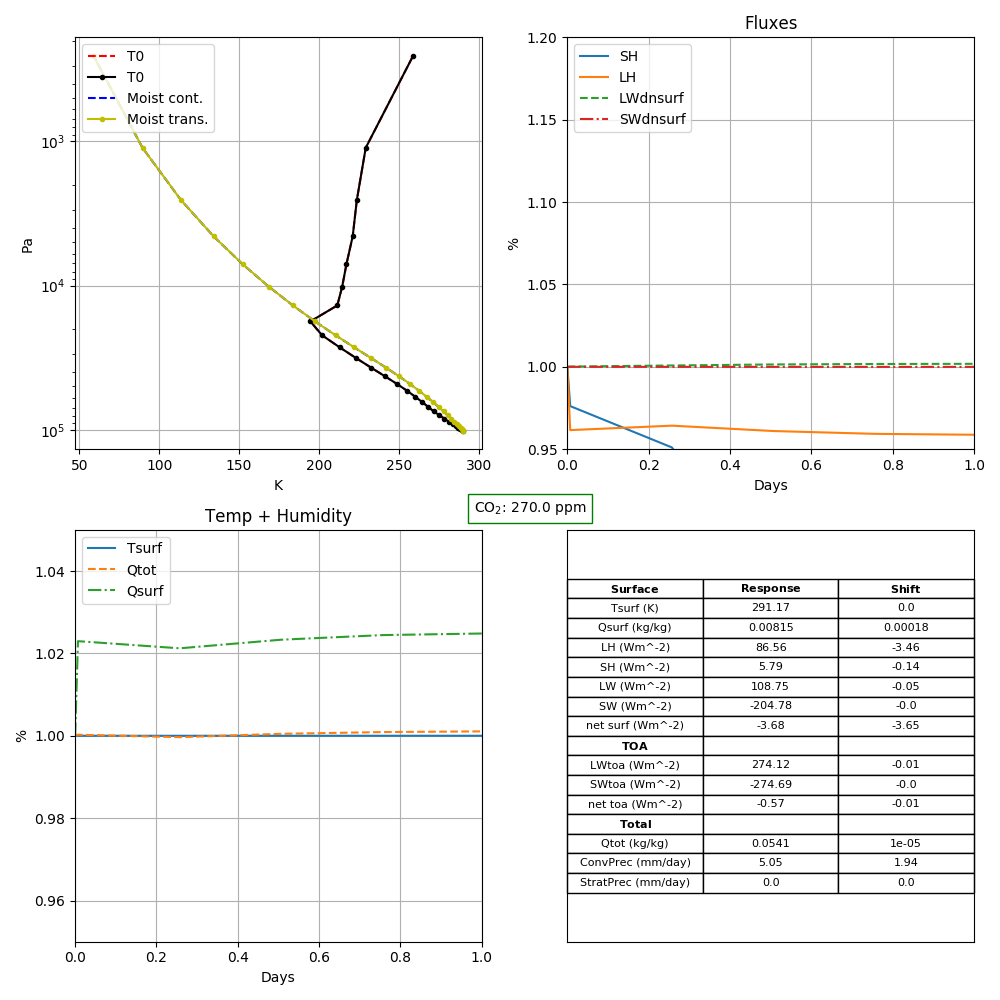 T0
T0
Moist cont.
Moist trans.
10^3
10^4
10^5
Pa
50 100 150 200 250 300
K
Fluxes
SH
LH
LWdnsurf
SWdnsurf
1.20
1.15
1.10
1.05
1.00
0.95
%
0.0 0.2 0.4 0.6 0.8 1.0
Days
CO₂: 270.0 ppm
Temp + Humidity
Tsurf
Qtot
Qsurf
1.04
1.02
1.00
0.98
0.96
%
0.0 0.2 0.4 0.6 0.8 1.0
Days
Surface Response Shift
Tsurf (K) 291.17 0.0
Qsurf (kg/kg) 0.00815 0.00018
LH (Wm^-2) 86.56 -3.46
SH (Wm^-2) 5.79 -0.14
LW (Wm^-2) 108.75 -0.05
SW (Wm^-2) -204.78 -0.0
net surf (Wm^-2) -3.68 -3.65
TOA
LWtoa (Wm^-2) 274.12 -0.01
SWtoa (Wm^-2) -274.69 -0.0
net toa (Wm^-2) -0.57 -0.01
Total
Qtot (kg/kg) 0.0541 1e-05
ConvPrec (mm/day) 5.05 1.94
StratPrec (mm/day) 0.0 0.0